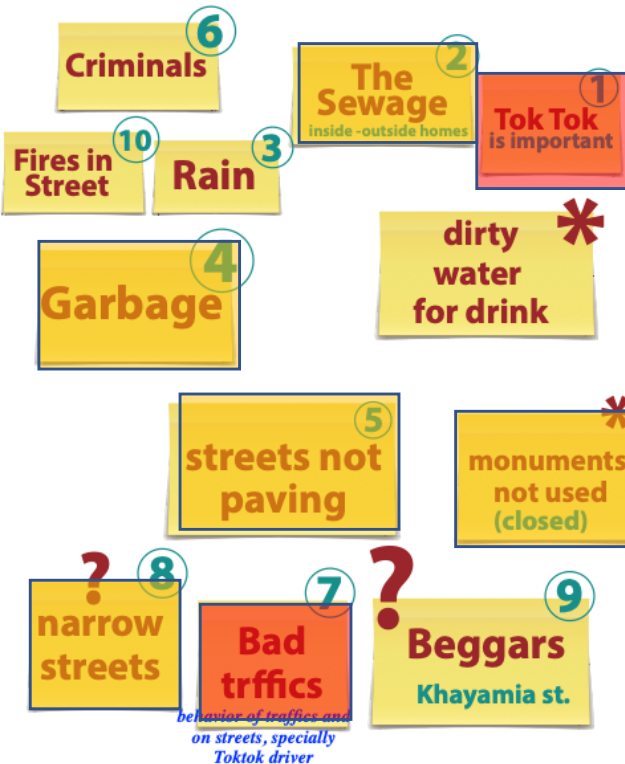 6
Criminals
2
The
Sewage
inside -outside homes
1
Tok Tok
is important
10
Fires in
Street
3
Rain
*
dirty
water
for drink
4
Garbage
5
streets not
paving
*
monuments
not used
(closed)
?
8
narrow
streets
7
Bad
trffics
behavior of traffics and
on streets, specially
Toktok driver
?
9
Beggars
Khayamia st.